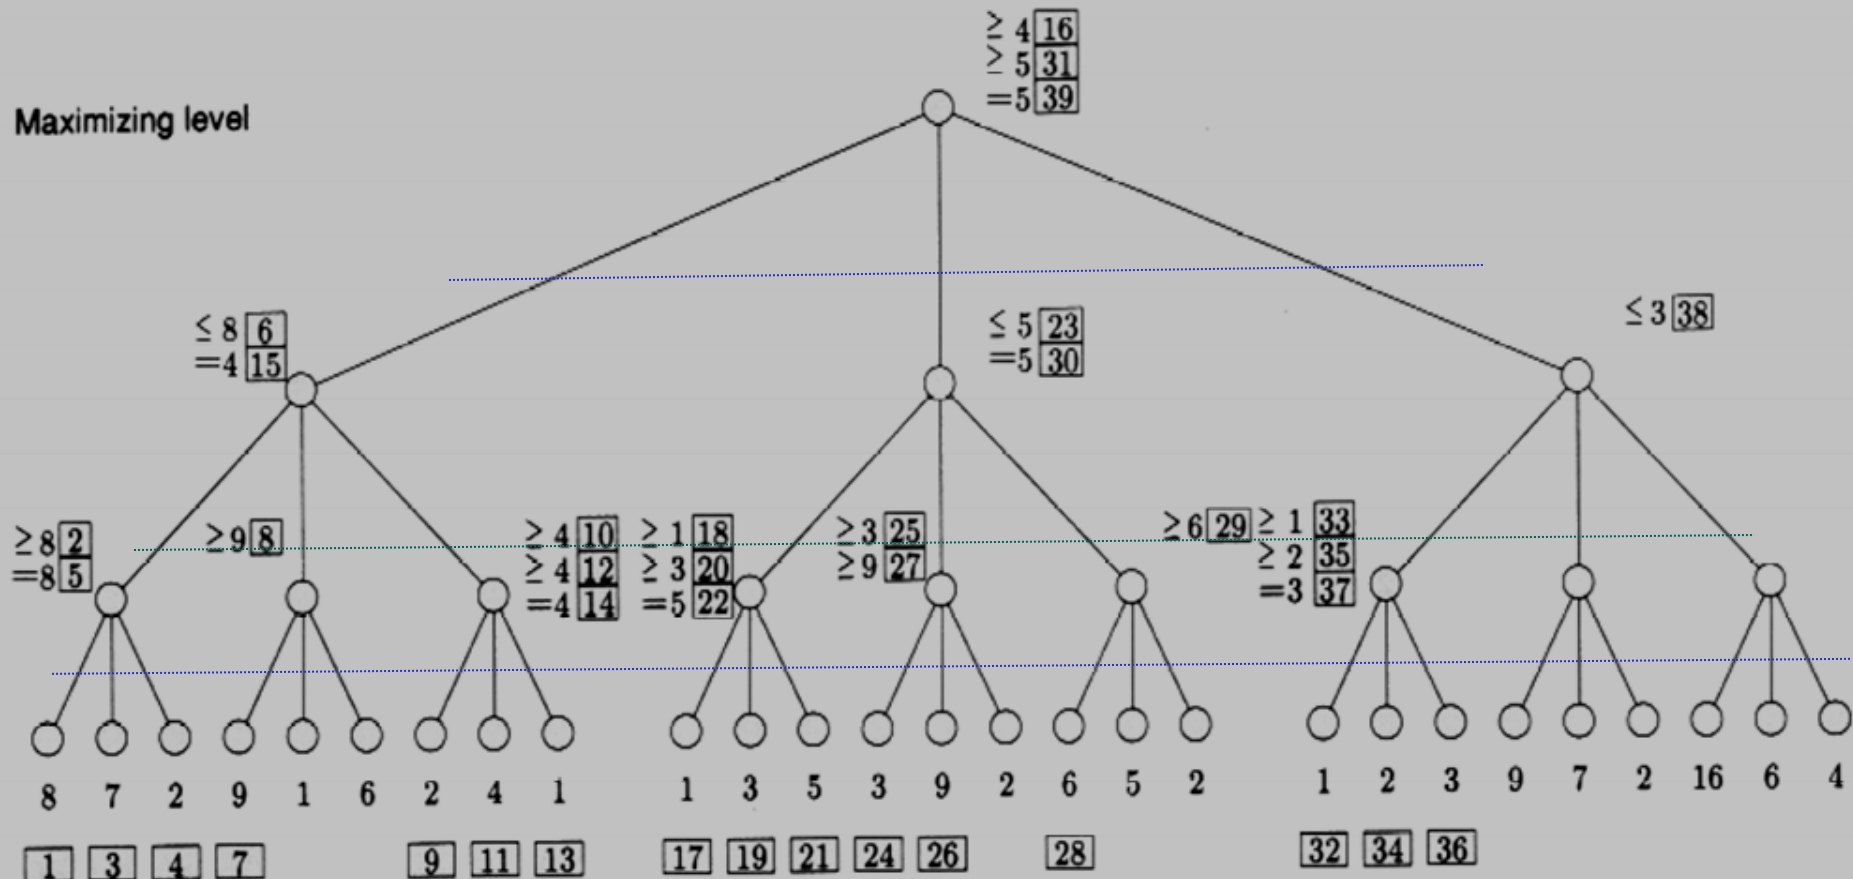 ≥ 4 16
≥ 5 31
=5 39
Maximizing level
≤ 8 6
=4 15
≤ 5 23
=5 30
≤ 3 38
≥8 2
=8 5
≥9 8
≥ 4 10
≥ 4 12
=4 14
≥ 1 18
≥ 3 20
=5 22
≥3 25
≥9 27
≥6 29
≥ 1 33
≥ 2 35
=3 37
8 7 2 9 1 6 2 4 1 1 3 5 3 9 2 6 5 2 1 2 3 9 7 2 16 6 4
1 3 4 7 9 11 13 17 19 21 24 26 28 32 34 36